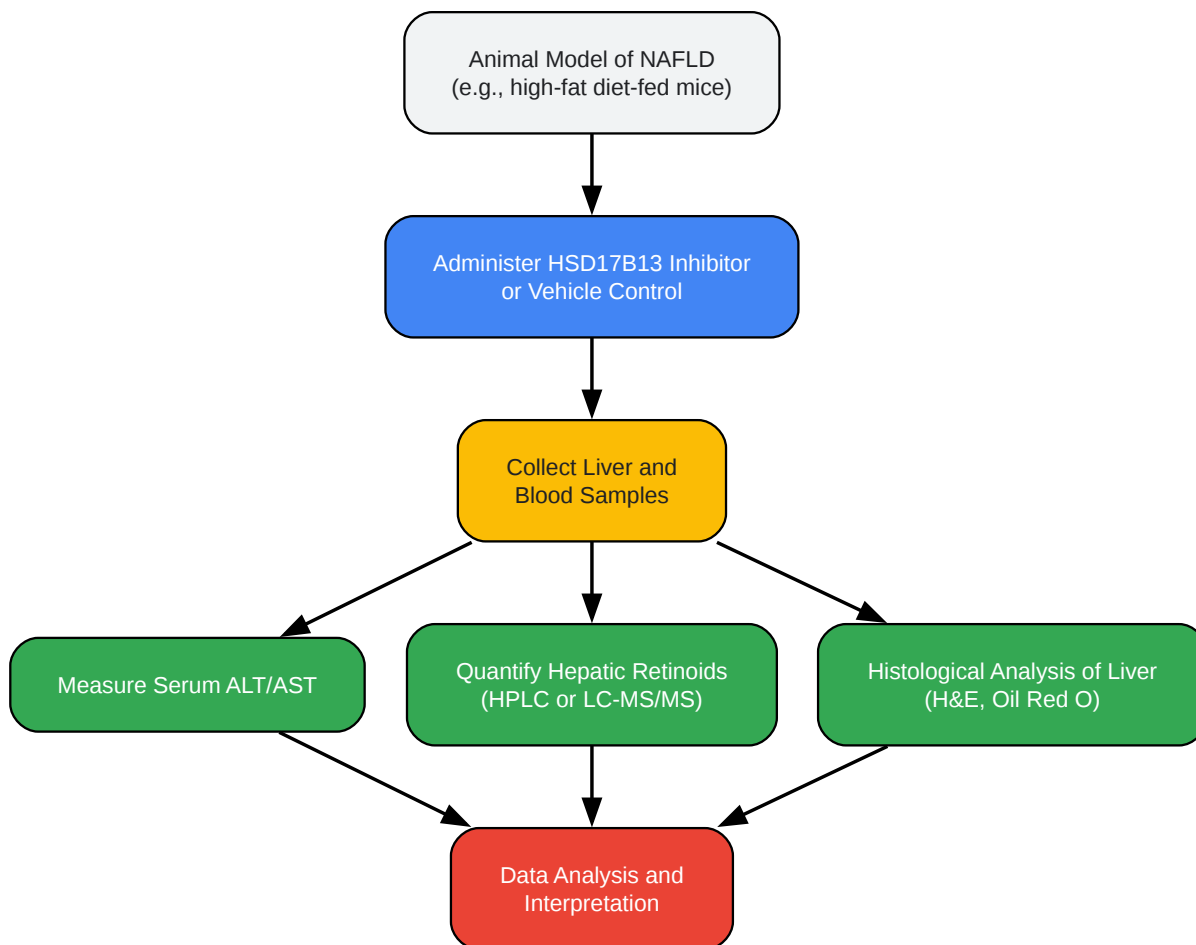 Animal Model of NAFLD
(e.g., high-fat diet-fed mice)
Administer HSD17B13 Inhibitor
or Vehicle Control
Collect Liver and
Blood Samples
Measure Serum ALT/AST
Quantify Hepatic Retinoids
(HPLC or LC-MS/MS)
Histological Analysis of Liver
(H&E, Oil Red O)
Data Analysis and
Interpretation